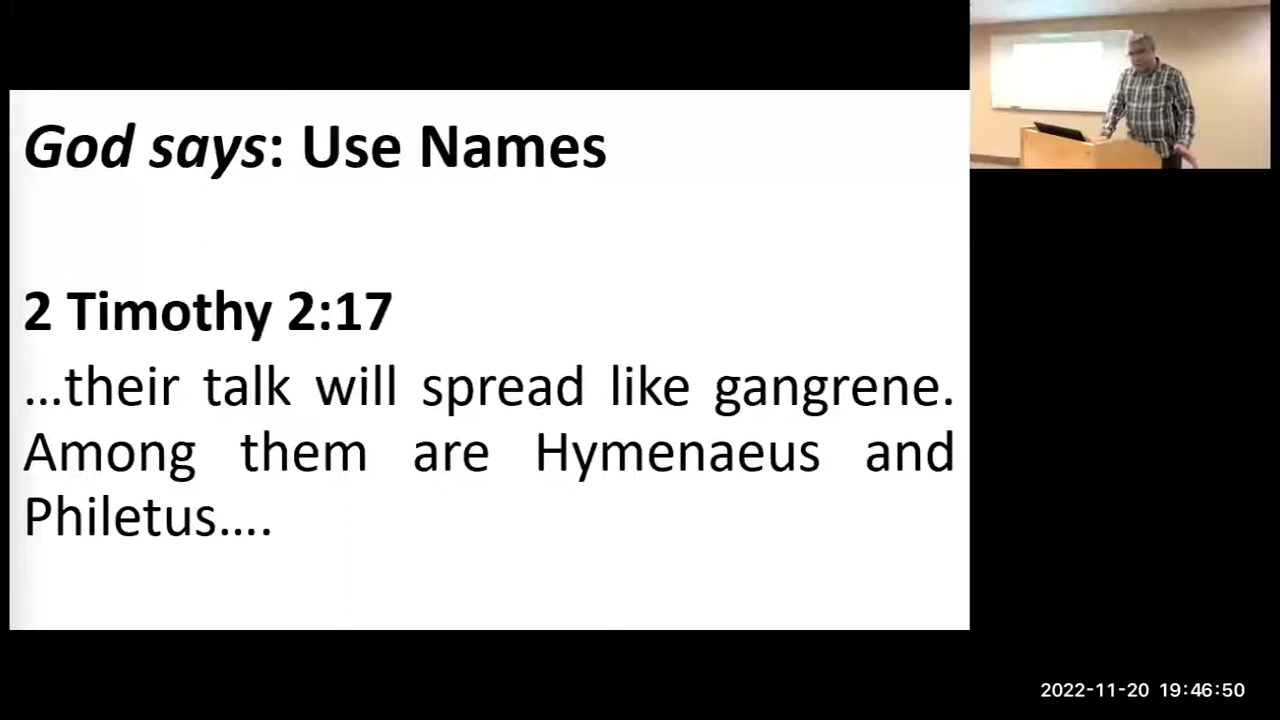 God says: Use Names
2 Timothy 2:17
...their talk will spread like gangrene.
Among them are Hymenaeus and
Philetus....
2022-11-20 19:46:50